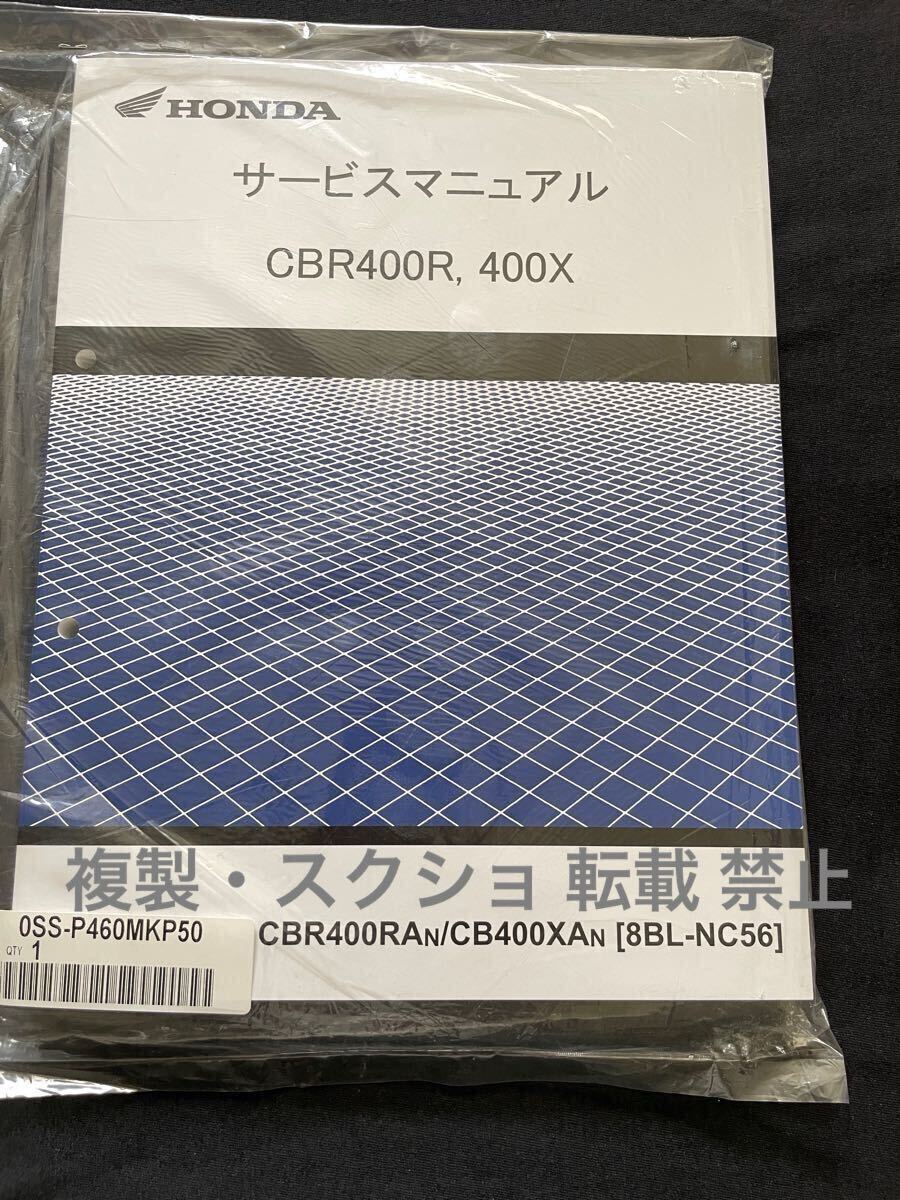 HONDA
サービスマニュアル
CBR400R, 400X
複製・スクショ 転載 禁止
0SS-P460MKP50
QTY 1
CBR400RAN/CB400XAN [8BL-NC56]